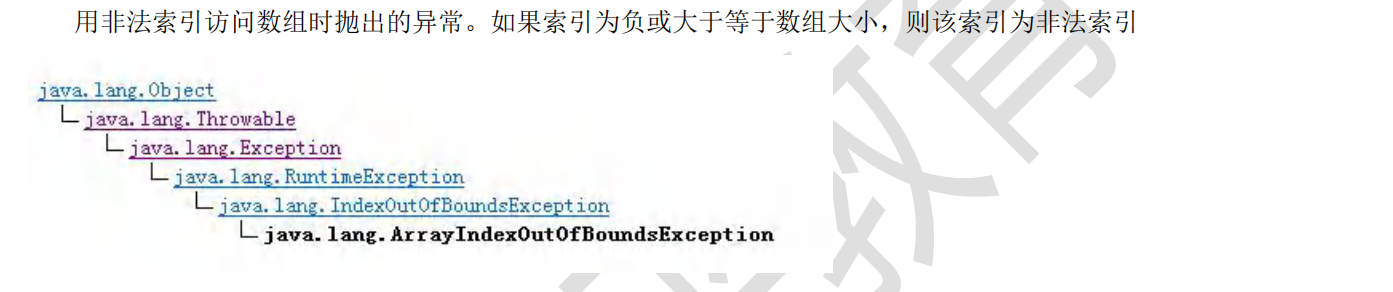 用非法索引访问数组时抛出的异常。如果索引为负或大于等于数组大小，则该索引为非法索引
java.lang.Object
java.lang.Throwable
java.lang.Exception
java.lang.RuntimeException
java.lang.IndexOutOfBoundsException
java.lang.ArrayIndexOutOfBoundsException
教育